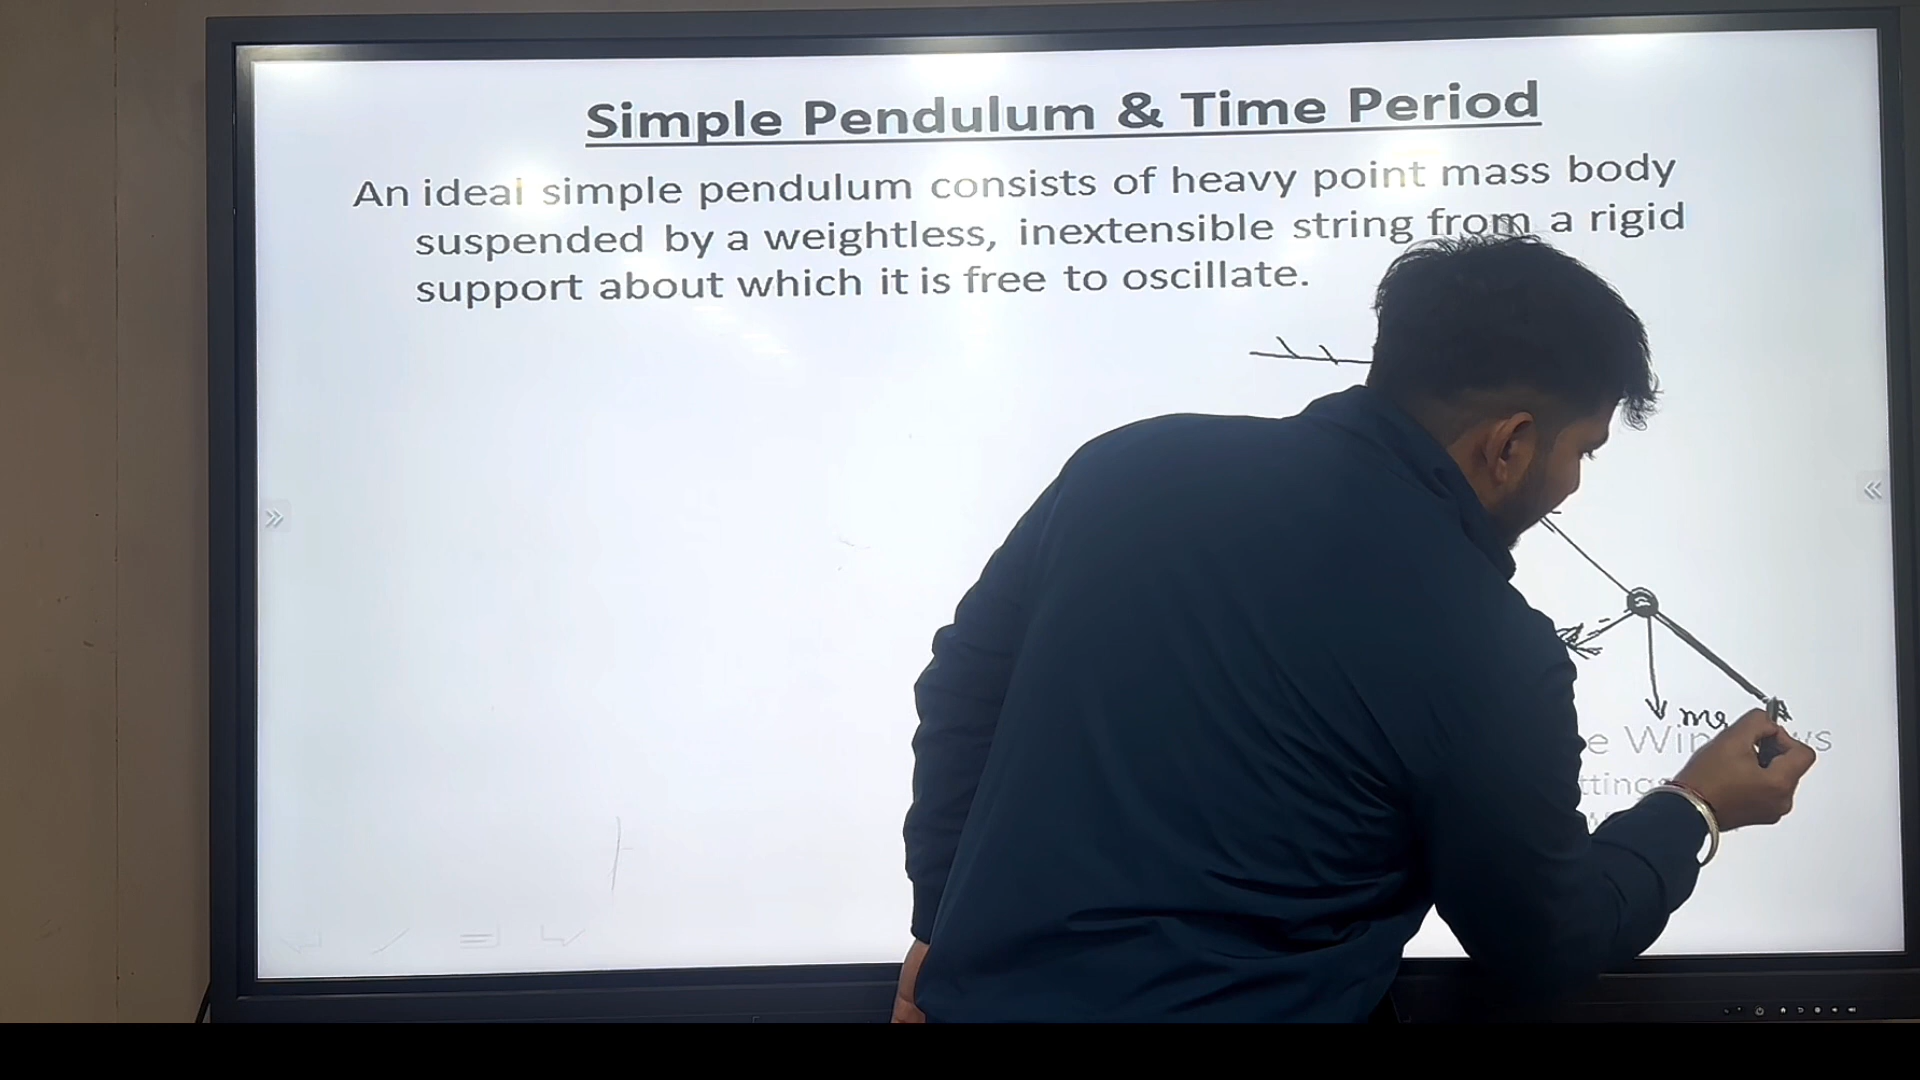 Simple Pendulum & Time Period
An ideal simple pendulum consists of heavy point mass body
suspended by a weightless, inextensible string from a rigid
support about which it is free to oscillate.
mg